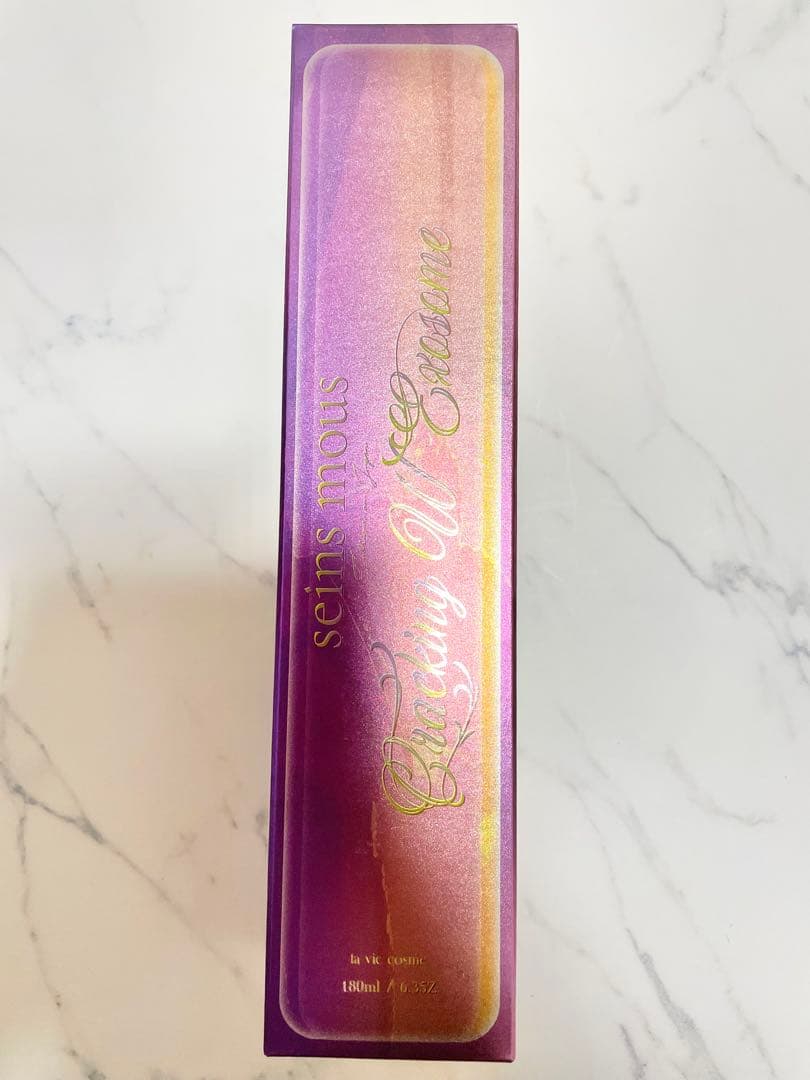 seins mous
Cracking W Exosome
la vie cosme
180ml / 6.35Z.